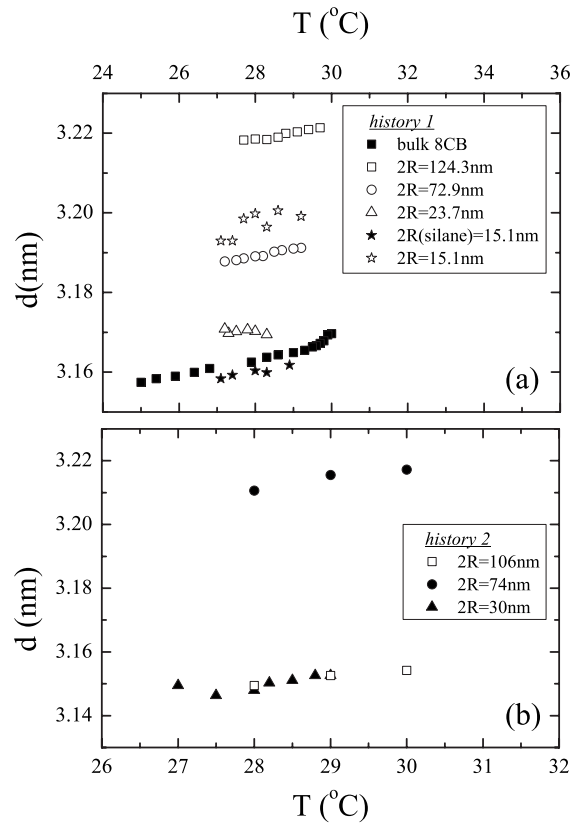 T (°C)
24 26 28 30 32 34 36
3.22
3.20
3.18
3.16
d(nm)
history 1
bulk 8CB
2R=124.3nm
2R=72.9nm
2R=23.7nm
2R(silane)=15.1nm
2R=15.1nm
(a)
3.22
3.20
3.18
3.16
3.14
d (nm)
history 2
2R=106nm
2R=74nm
2R=30nm
(b)
26 27 28 29 30 31 32
T (°C)